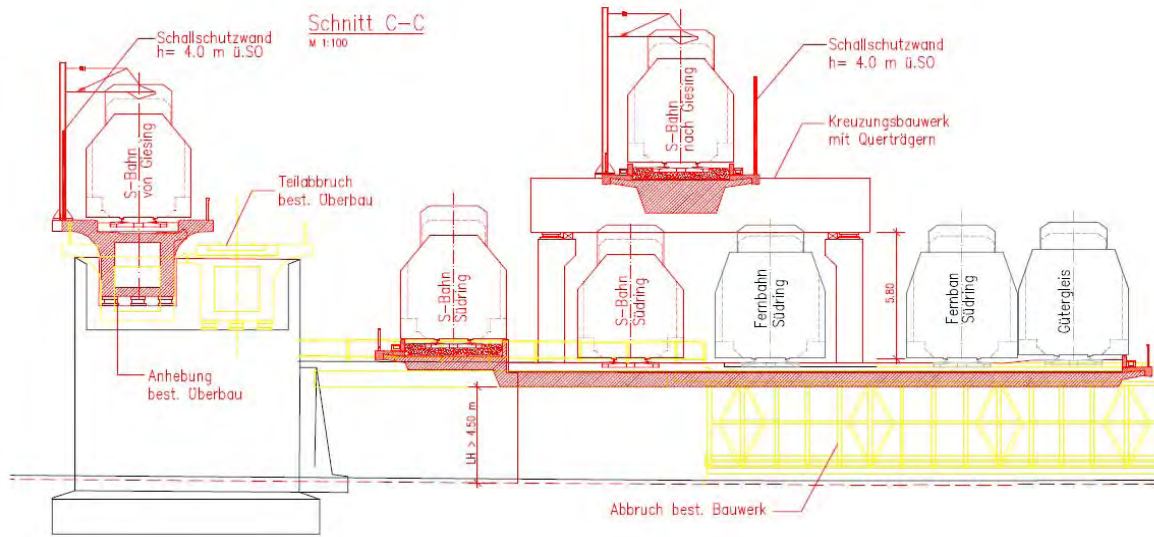 Schnitt C-C
M 1:100
Schallschutzwand
h= 4.0 m ü.SO
S-Bahn
von Giesing
Teilabbruch
best. Überbau
S-Bahn
nach Giesing
Schallschutzwand
h= 4.0 m ü.SO
Kreuzungsbauwerk
mit Querträgern
S-Bahn
Südring
S-Bahn
Südring
Fernbahn
Südring
5.80
Fernban
Südring
Gütergleis
Anhebung
best. Überbau
LH > 4.50 m
Abbruch best. Bauwerk